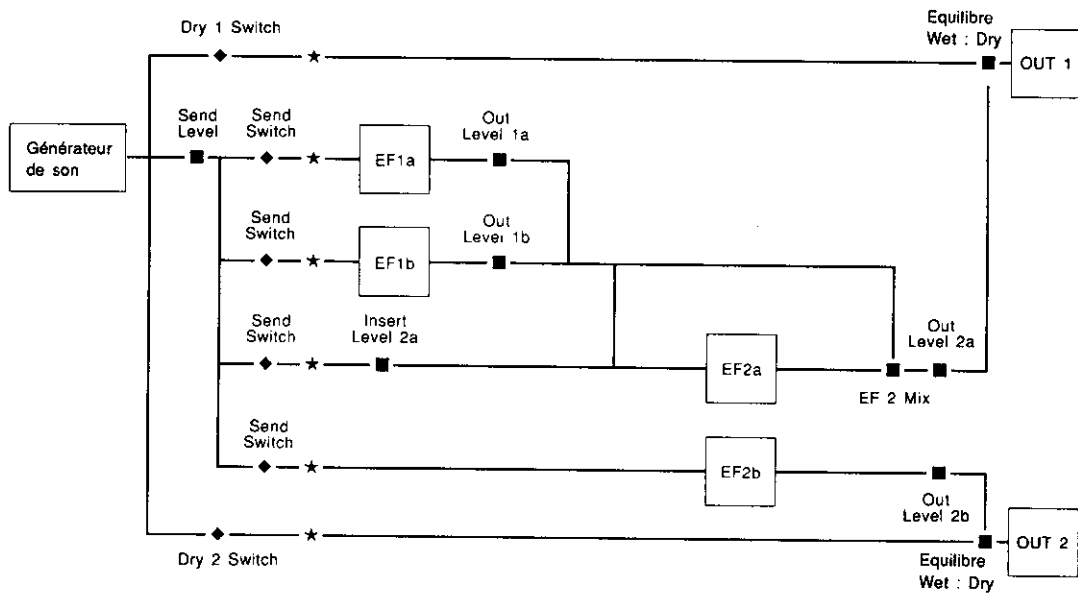 Dry 1 Switch
Equilibre
Wet : Dry
OUT 1
Send
Level
Send
Switch
Out
Level 1a
Générateur
de son
EF1a
Send
Switch
Out
Level 1b
EF1b
Send
Switch
Insert
Level 2a
Out
Level 2a
EF2a
EF 2 Mix
Send
Switch
EF2b
Out
Level 2b
OUT 2
Dry 2 Switch
Equilibre
Wet : Dry